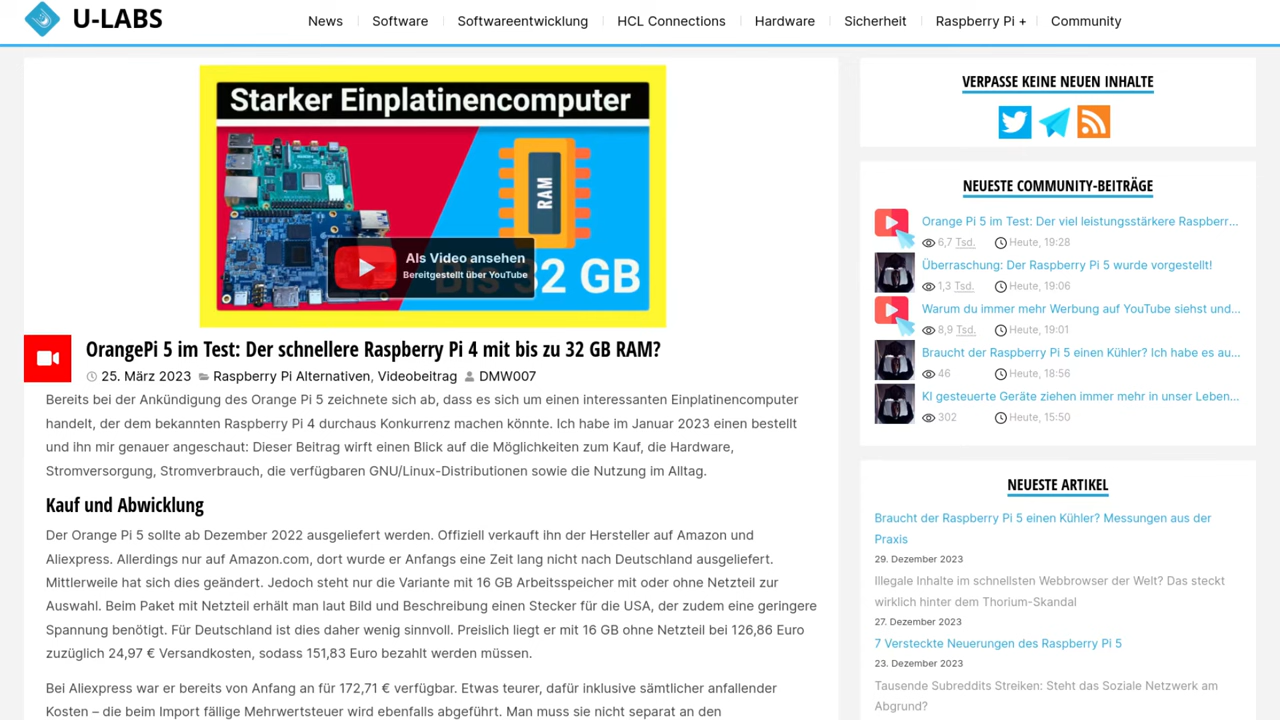 U-LABS
News
Software
Softwareentwicklung
HCL Connections
Hardware
Sicherheit
Raspberry Pi +
Community
Starker Einplatinencomputer
RAM
Als Video ansehen
Bereitgestellt über YouTube
Bis 32 GB
OrangePi 5 im Test: Der schnellere Raspberry Pi 4 mit bis zu 32 GB RAM?
25. März 2023 Raspberry Pi Alternativen, Videobeitrag DMW007
Bereits bei der Ankündigung des Orange Pi 5 zeichnete sich ab, dass es sich um einen interessanten Einplatinencomputer
handelt, der dem bekannten Raspberry Pi 4 durchaus Konkurrenz machen könnte. Ich habe im Januar 2023 einen bestellt
und ihn mir genauer angeschaut: Dieser Beitrag wirft einen Blick auf die Möglichkeiten zum Kauf, die Hardware,
Stromversorgung, Stromverbrauch, die verfügbaren GNU/Linux-Distributionen sowie die Nutzung im Alltag.
Kauf und Abwicklung
Der Orange Pi 5 sollte ab Dezember 2022 ausgeliefert werden. Offiziell verkauft ihn der Hersteller auf Amazon und
Aliexpress. Allerdings nur auf Amazon.com, dort wurde er Anfangs eine Zeit lang nicht nach Deutschland ausgeliefert.
Mittlerweile hat sich dies geändert. Jedoch steht nur die Variante mit 16 GB Arbeitsspeicher mit oder ohne Netzteil zur
Auswahl. Beim Paket mit Netzteil erhält man laut Bild und Beschreibung einen Stecker für die USA, der zudem eine geringere
Spannung benötigt. Für Deutschland ist dies daher wenig sinnvoll. Preislich liegt er mit 16 GB ohne Netzteil bei 126,86 Euro
zuzüglich 24,97 € Versandkosten, sodass 151,83 Euro bezahlt werden müssen.
Bei Aliexpress war er bereits von Anfang an für 172,71 € verfügbar. Etwas teurer, dafür inklusive sämtlicher anfallender
Kosten – die beim Import fällige Mehrwertsteuer wird ebenfalls abgeführt. Man muss sie nicht separat an den
VERPASSE KEINE NEUEN INHALTE
NEUESTE COMMUNITY-BEITRÄGE
Orange Pi 5 im Test: Der viel leistungsstärkere Raspberr...
6,7 Tsd. Heute, 19:28
Überraschung: Der Raspberry Pi 5 wurde vorgestellt!
1,3 Tsd. Heute, 19:06
Warum du immer mehr Werbung auf YouTube siehst und...
8,9 Tsd. Heute, 19:01
Braucht der Raspberry Pi 5 einen Kühler? Ich habe es au...
46 Heute, 18:56
KI gesteuerte Geräte ziehen immer mehr in unser Leben...
302 Heute, 15:50
NEUESTE ARTIKEL
Braucht der Raspberry Pi 5 einen Kühler? Messungen aus der
Praxis
29. Dezember 2023
Illegale Inhalte im schnellsten Webbrowser der Welt? Das steckt
wirklich hinter dem Thorium-Skandal
27. Dezember 2023
7 Versteckte Neuerungen des Raspberry Pi 5
23. Dezember 2023
Tausende Subreddits Streiken: Steht das Soziale Netzwerk am
Abgrund?